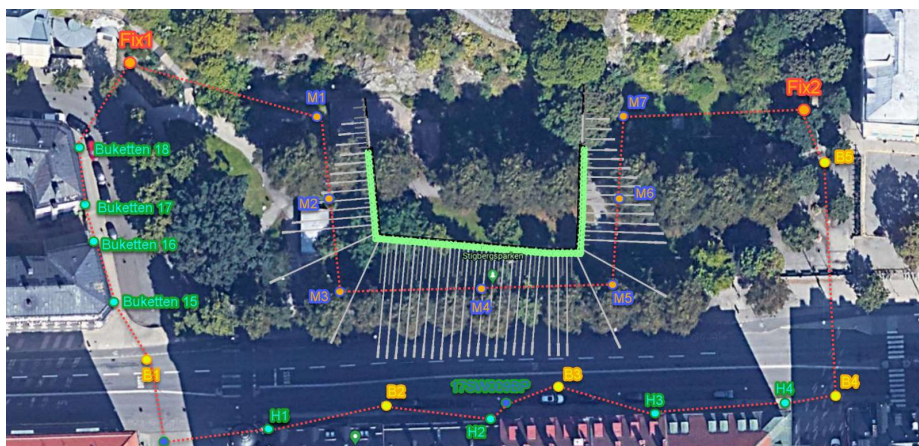 Fix1
M1
M7
Fix2
Buketten 18
B5
M2
M6
Buketten 17
Buketten 16
Stigbergsparken
M3
M4
M5
Buketten 15
B1
B2
B3
B4
H1
H2
H3
H4